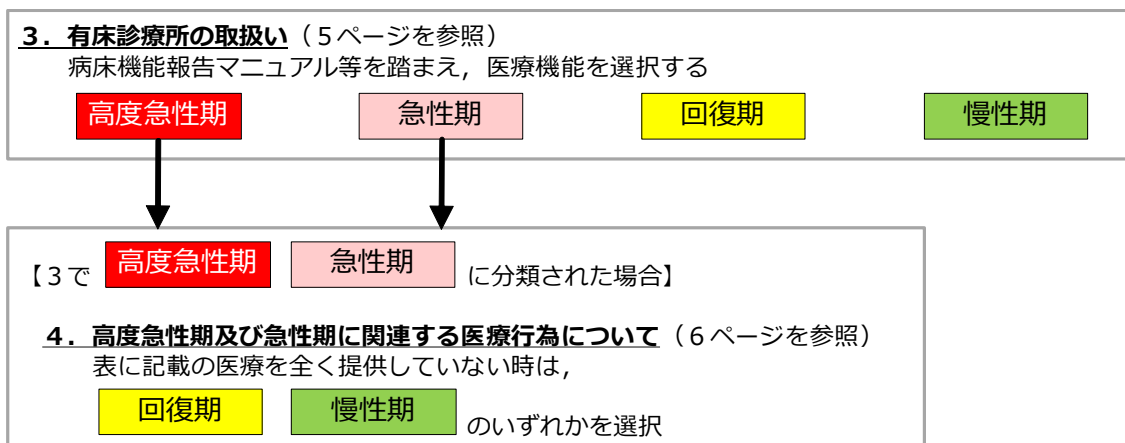 ３．有床診療所の取扱い（５ページを参照）
病床機能報告マニュアル等を踏まえ，医療機能を選択する
高度急性期 急性期 回復期 慢性期
【３で 高度急性期 急性期 に分類された場合】
４．高度急性期及び急性期に関連する医療行為について（６ページを参照）
表に記載の医療を全く提供していない時は，
回復期 慢性期 のいずれかを選択